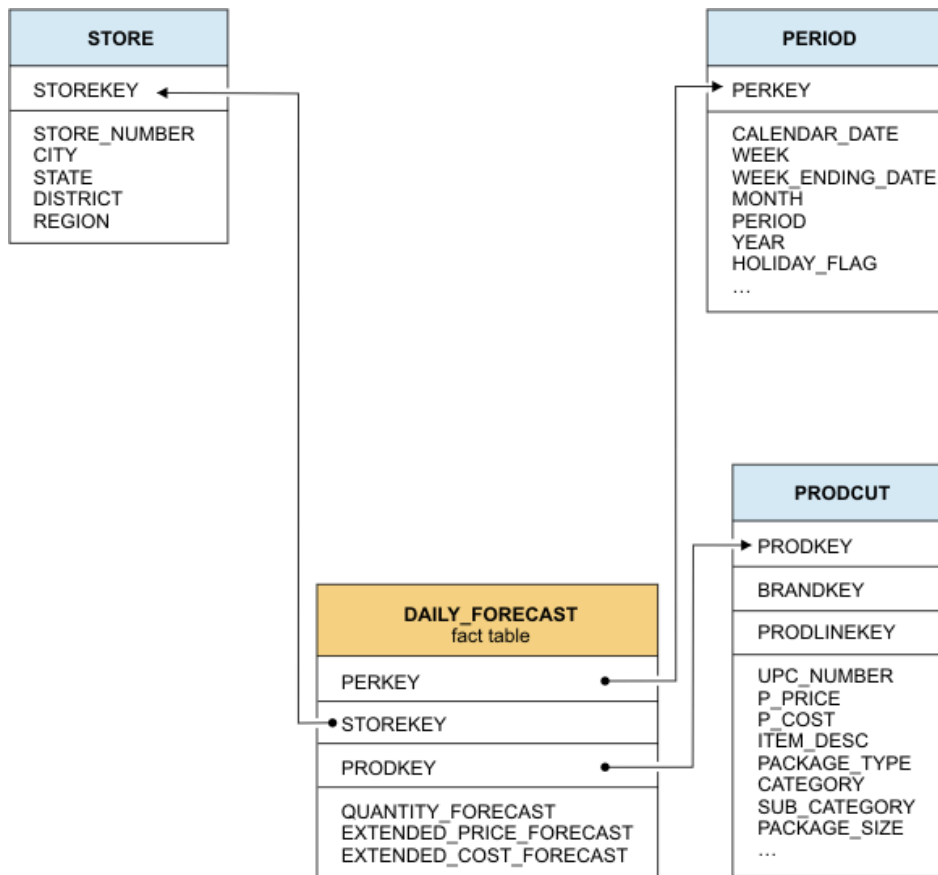 STORE
STOREKEY
STORE_NUMBER
CITY
STATE
DISTRICT
REGION
PERIOD
PERKEY
CALENDAR_DATE
WEEK
WEEK_ENDING_DATE
MONTH
PERIOD
YEAR
HOLIDAY_FLAG
...
DAILY_FORECAST
fact table
PERKEY
STOREKEY
PRODKEY
QUANTITY_FORECAST
EXTENDED_PRICE_FORECAST
EXTENDED_COST_FORECAST
PRODCUT
PRODKEY
BRANDKEY
PRODLINEKEY
UPC_NUMBER
P_PRICE
P_COST
ITEM_DESC
PACKAGE_TYPE
CATEGORY
SUB_CATEGORY
PACKAGE_SIZE
...